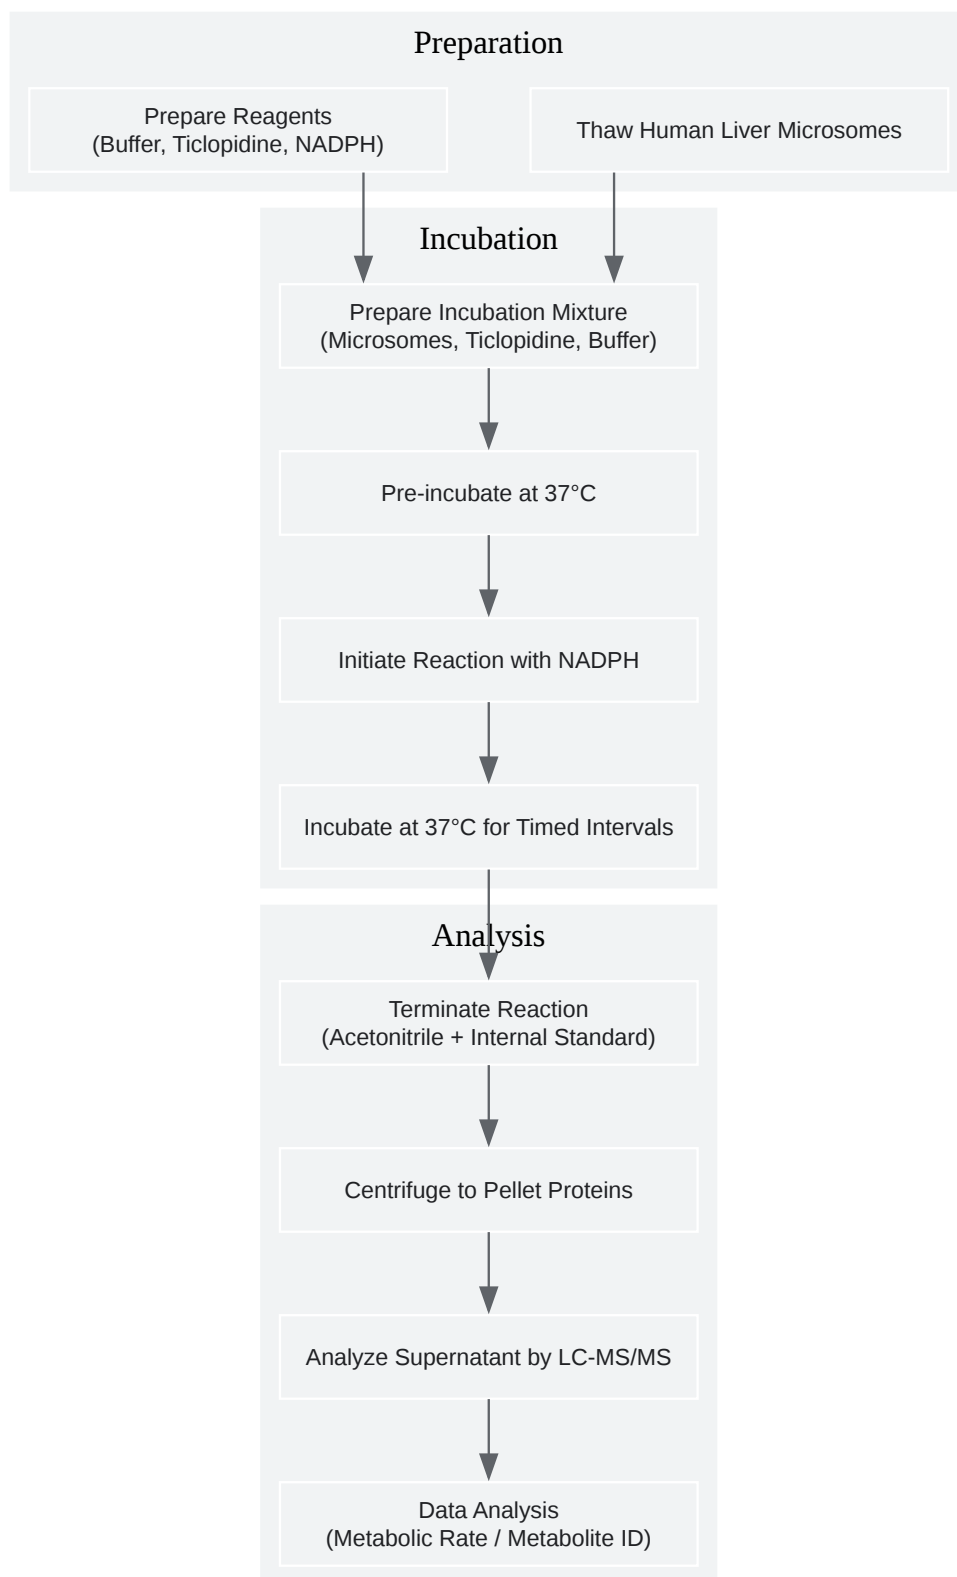 Preparation
Prepare Reagents
(Buffer, Ticlopidine, NADPH)
Thaw Human Liver Microsomes
Incubation
Prepare Incubation Mixture
(Microsomes, Ticlopidine, Buffer)
Pre-incubate at 37°C
Initiate Reaction with NADPH
Incubate at 37°C for Timed Intervals
Analysis
Terminate Reaction
(Acetonitrile + Internal Standard)
Centrifuge to Pellet Proteins
Analyze Supernatant by LC-MS/MS
Data Analysis
(Metabolic Rate / Metabolite ID)